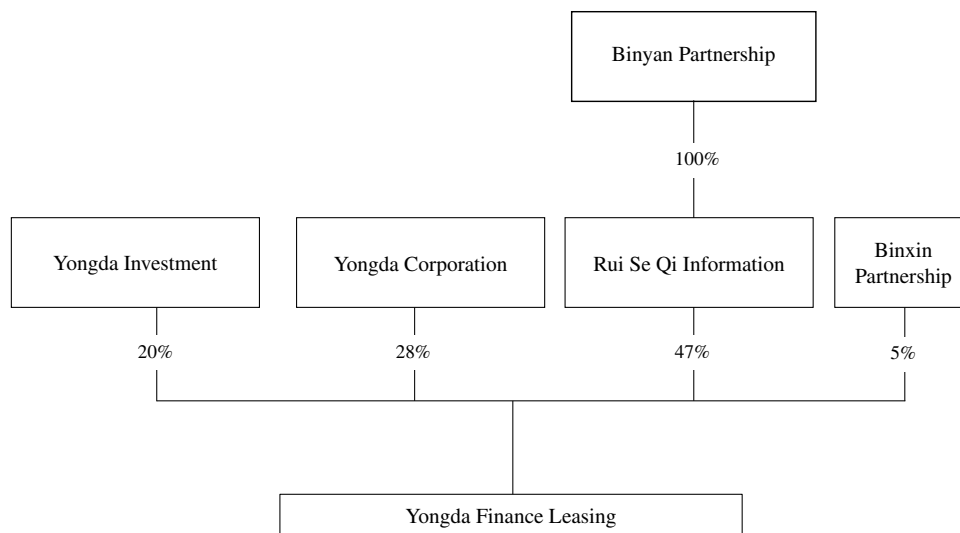 Binyan Partnership
100%
Yongda Investment
Yongda Corporation
Rui Se Qi Information
Binxin
Partnership
20%
28%
47%
5%
Yongda Finance Leasing